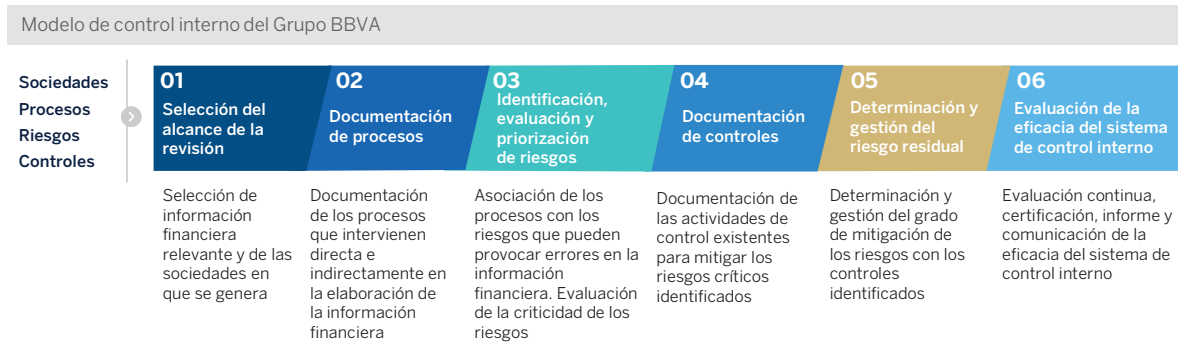 Modelo de control interno del Grupo BBVA
Sociedades
Procesos
Riesgos
Controles
01
Selección del
alcance de la
revisión
Selección de
información
financiera
relevante y de las
sociedades en
que se genera
02
Documentación
de procesos
Documentación
de los procesos
que intervienen
directa e
indirectamente en
la elaboración de
la información
financiera
03
Identificación,
evaluación y
priorización
de riesgos
Asociación de los
procesos con los
riesgos que pueden
provocar errores en la
información
financiera. Evaluación
de la criticidad de los
riesgos
04
Documentación
de controles
Documentación de
las actividades de
control existentes
para mitigar los
riesgos críticos
identificados
05
Determinación y
gestión del
riesgo residual
Determinación y
gestión del grado
de mitigación de
los riesgos con los
controles
identificados
06
Evaluación de la
eficacia del sistema
de control interno
Evaluación continua,
certificación, informe y
comunicación de la
eficacia del sistema de
control interno